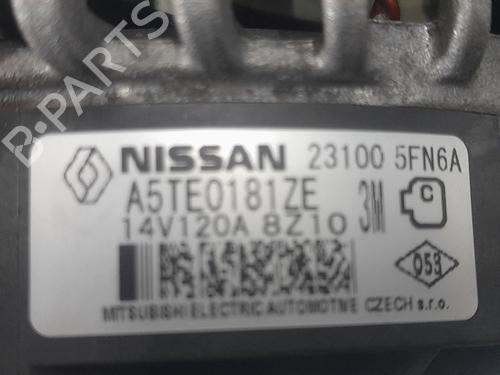 B-PARTS
NISSAN 23100 5FN6A
A5TE0181ZE 3M C
14V120A 8Z10
053
MITSUBISHI ELECTRIC AUTOMOTIVE CZECH s.r.o.